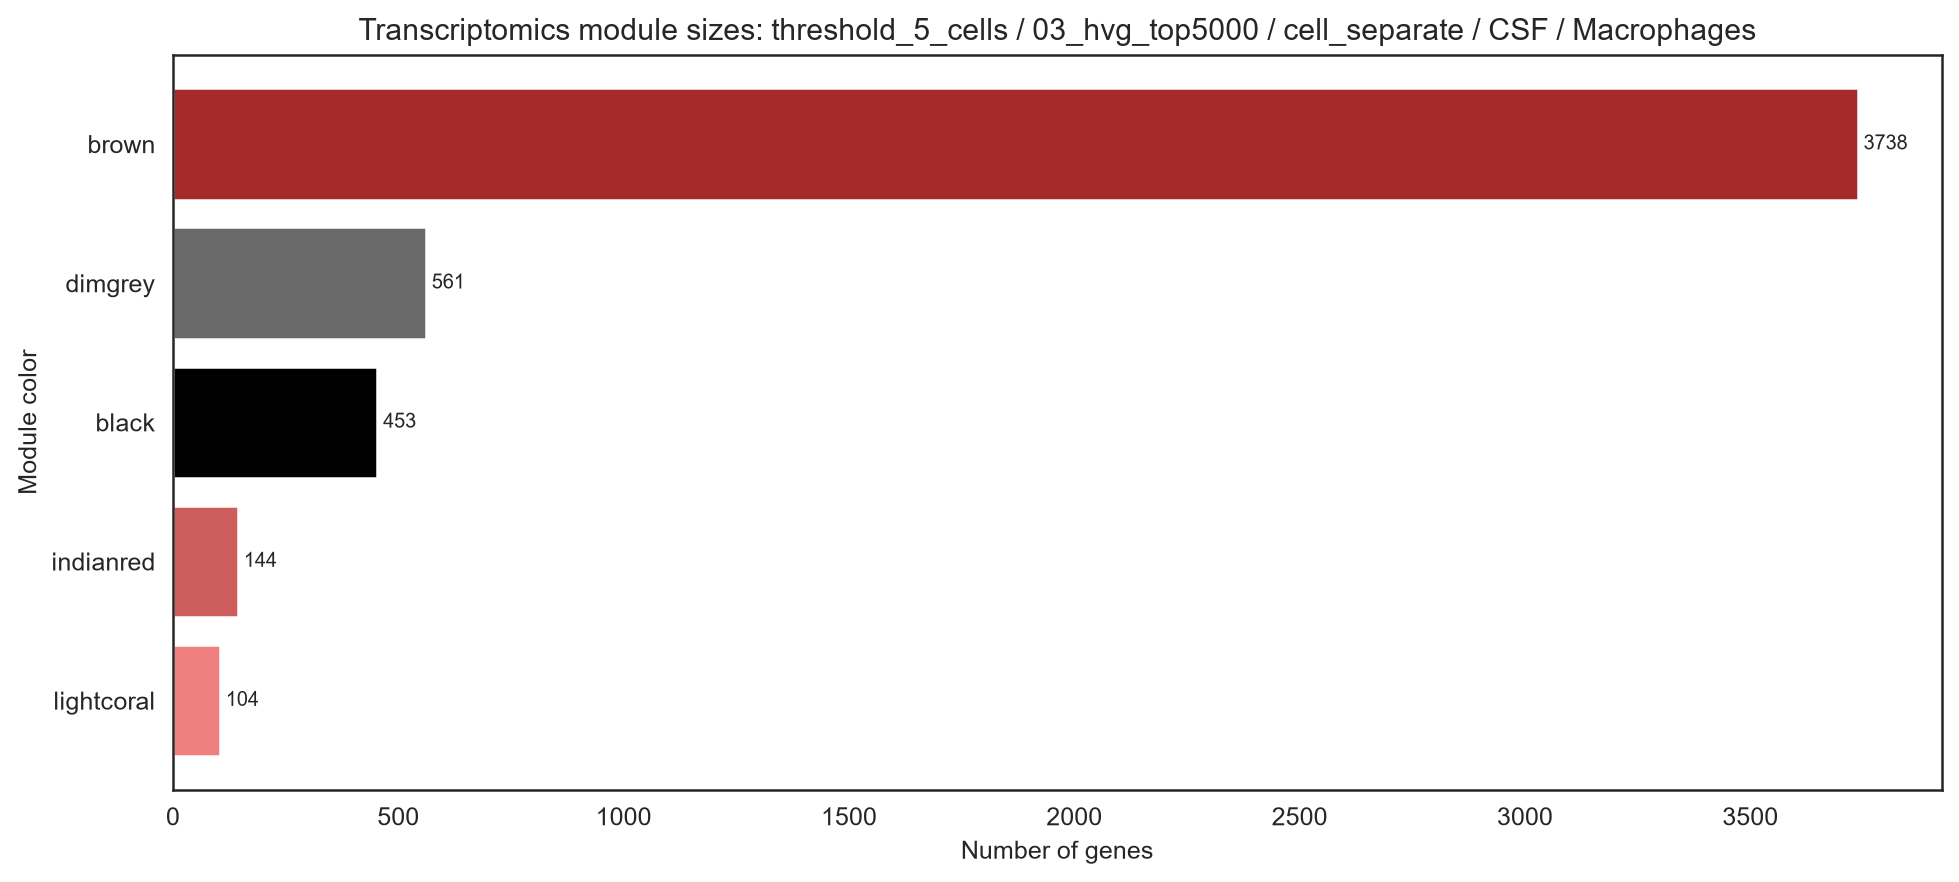 Transcriptomics module sizes: threshold_5_cells / 03_hvg_top5000 / cell_separate / CSF / Macrophages
Module color
brown
3738
dimgrey
561
black
453
indianred
144
lightcoral
104
0 500 1000 1500 2000 2500 3000 3500
Number of genes